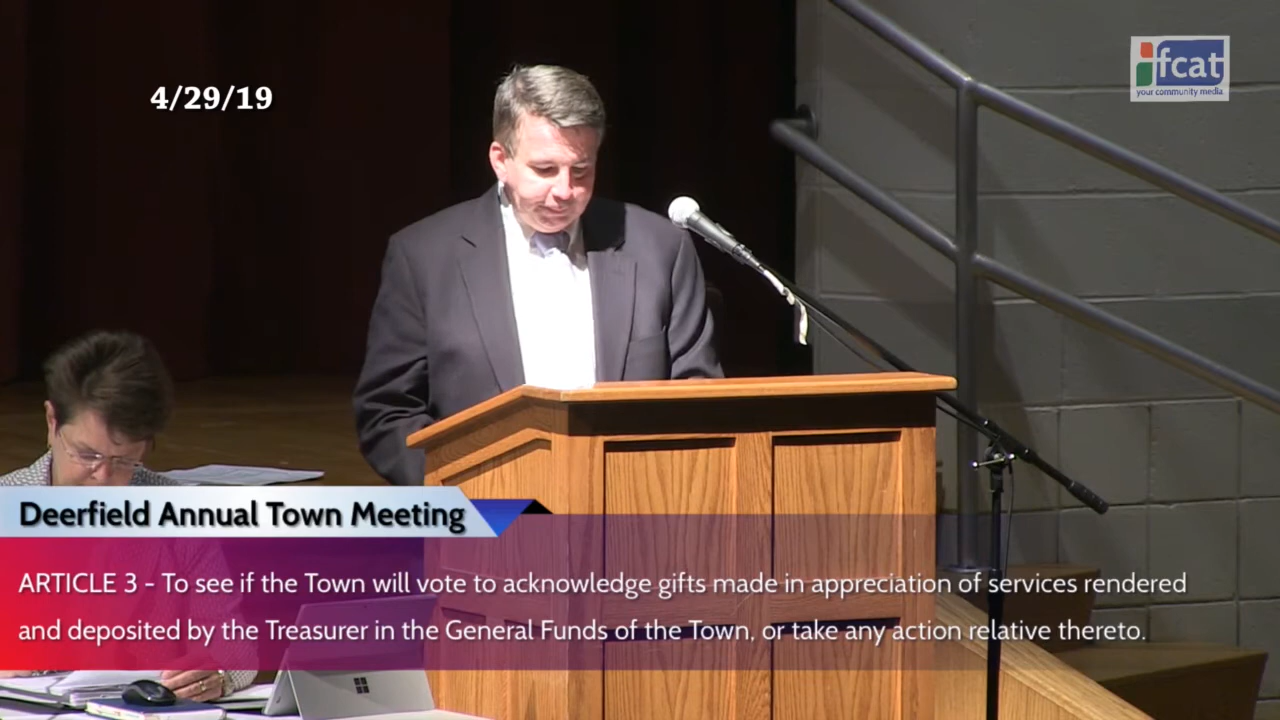 4/29/19
fcat
your community media
Deerfield Annual Town Meeting
ARTICLE 3 - To see if the Town will vote to acknowledge gifts made in appreciation of services rendered
and deposited by the Treasurer in the General Funds of the Town, or take any action relative thereto.